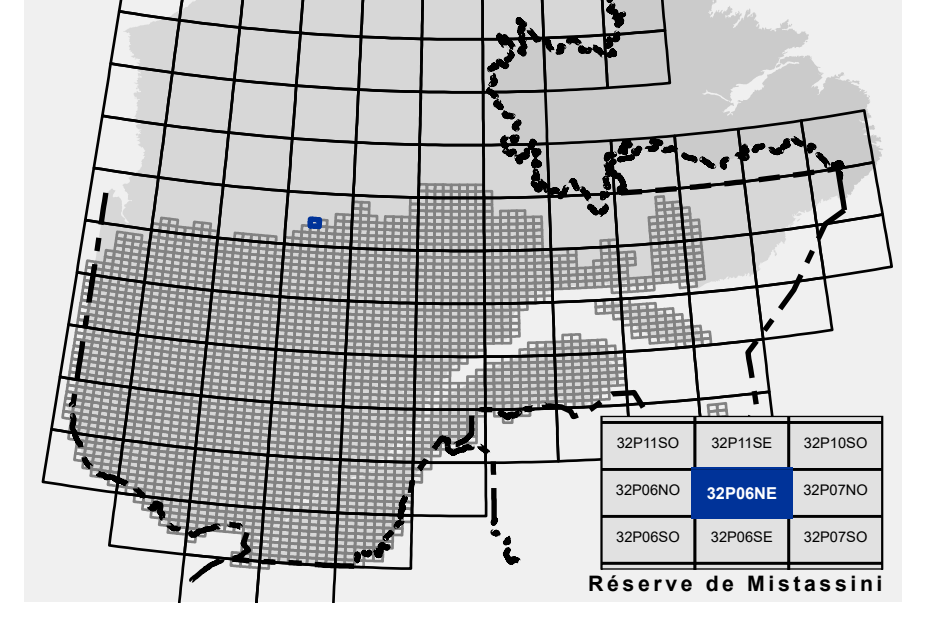 32P11SO 32P11SE 32P10SO
32P06NO 32P06NE 32P07NO
32P06SO 32P06SE 32P07SO
Réserve de Mistassini